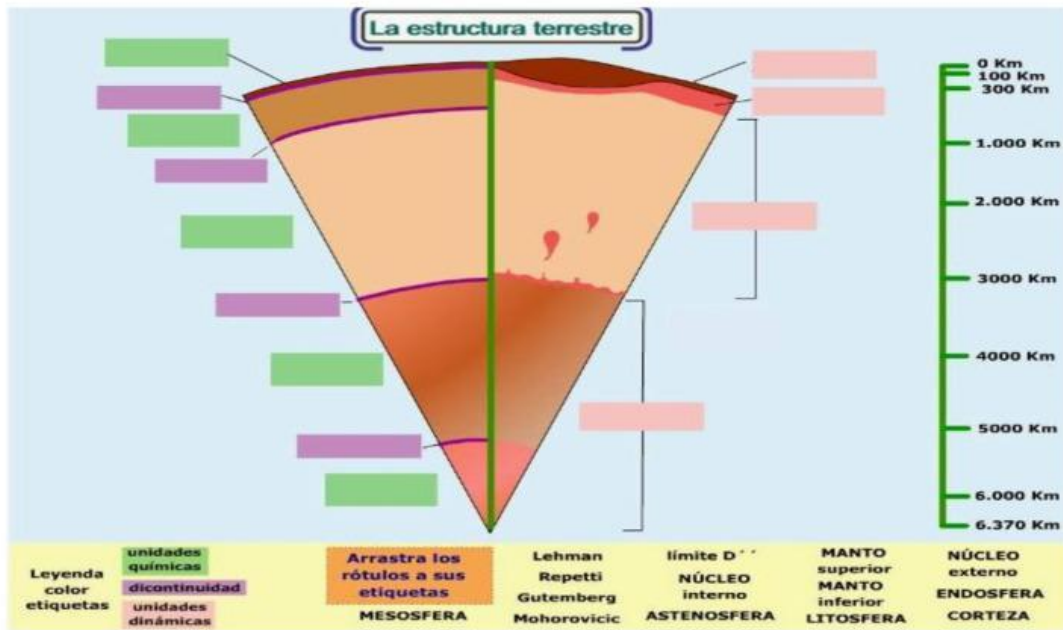 La estructura terrestre
0 Km
100 Km
300 Km
1.000 Km
2.000 Km
3000 Km
4000 Km
5000 Km
6.000 Km
6.370 Km
Leyenda
color
etiquetas
unidades
químicas
dicontinuidad
unidades
dinámicas
Arrastra los
rótulos a sus
etiquetas
MESOSFERA
Lehman
Repetti
Gutemberg
Mohorovicic
límite D´´
NÚCLEO
interno
ASTENOSFERA
MANTO
superior
MANTO
inferior
LITOSFERA
NÚCLEO
externo
ENDOSFERA
CORTEZA